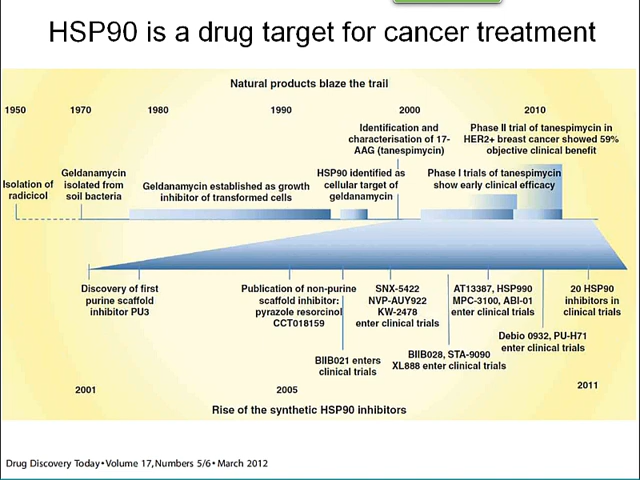 HSP90 is a drug target for cancer treatment
Natural products blaze the trail
1950 1970 1980 1990 2000 2010
Identification and
characterisation of 17-
AAG (tanespimycin)
Phase II trial of tanespimycin in
HER2+ breast cancer showed 59%
objective clinical benefit
Isolation of
radicicol
Geldanamycin
isolated from
soil bacteria
Geldanamycin established as growth
inhibitor of transformed cells
HSP90 identified as
cellular target of
geldanamycin
Phase I trials of tanespimycin
show early clinical efficacy
Discovery of first
purine scaffold
inhibitor PU3
Publication of non-purine
scaffold inhibitor:
pyrazole resorcinol
CCT018159
SNX-5422
NVP-AUY922
KW-2478
enter clinical trials
AT13387, HSP990
MPC-3100, ABI-01
enter clinical trials
20 HSP90
inhibitors in
clinical trials
BIIB021 enters
clinical trials
BIIB028, STA-9090
XL888 enter clinical trials
Debio 0932, PU-H71
enter clinical trials
2001 2005 2011
Rise of the synthetic HSP90 inhibitors
Drug Discovery Today • Volume 17, Numbers 5/6 • March 2012